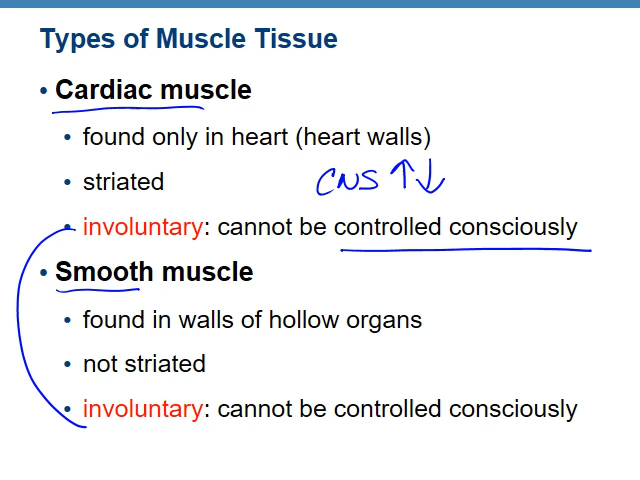 Types of Muscle Tissue
• Cardiac muscle
• found only in heart (heart walls)
• striated
CNS ↑↓
• involuntary: cannot be controlled consciously
• Smooth muscle
• found in walls of hollow organs
• not striated
• involuntary: cannot be controlled consciously